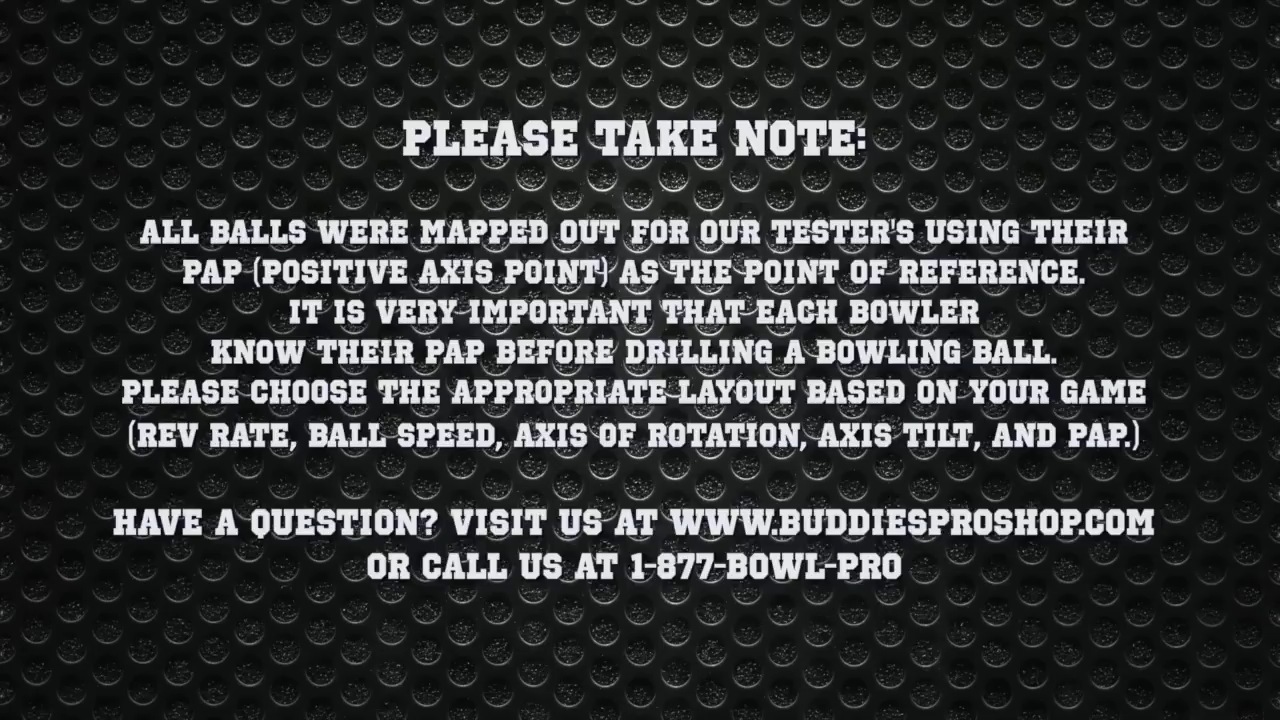 PLEASE TAKE NOTE:
ALL BALLS WERE MAPPED OUT FOR OUR TESTER'S USING THEIR
PAP (POSITIVE AXIS POINT) AS THE POINT OF REFERENCE.
IT IS VERY IMPORTANT THAT EACH BOWLER
KNOW THEIR PAP BEFORE DRILLING A BOWLING BALL.
PLEASE CHOOSE THE APPROPRIATE LAYOUT BASED ON YOUR GAME
(REV RATE, BALL SPEED, AXIS OF ROTATION, AXIS TILT, AND PAP.)
HAVE A QUESTION? VISIT US AT WWW.BUDDIESPROSHOP.COM
OR CALL US AT 1-877-BOWL-PRO